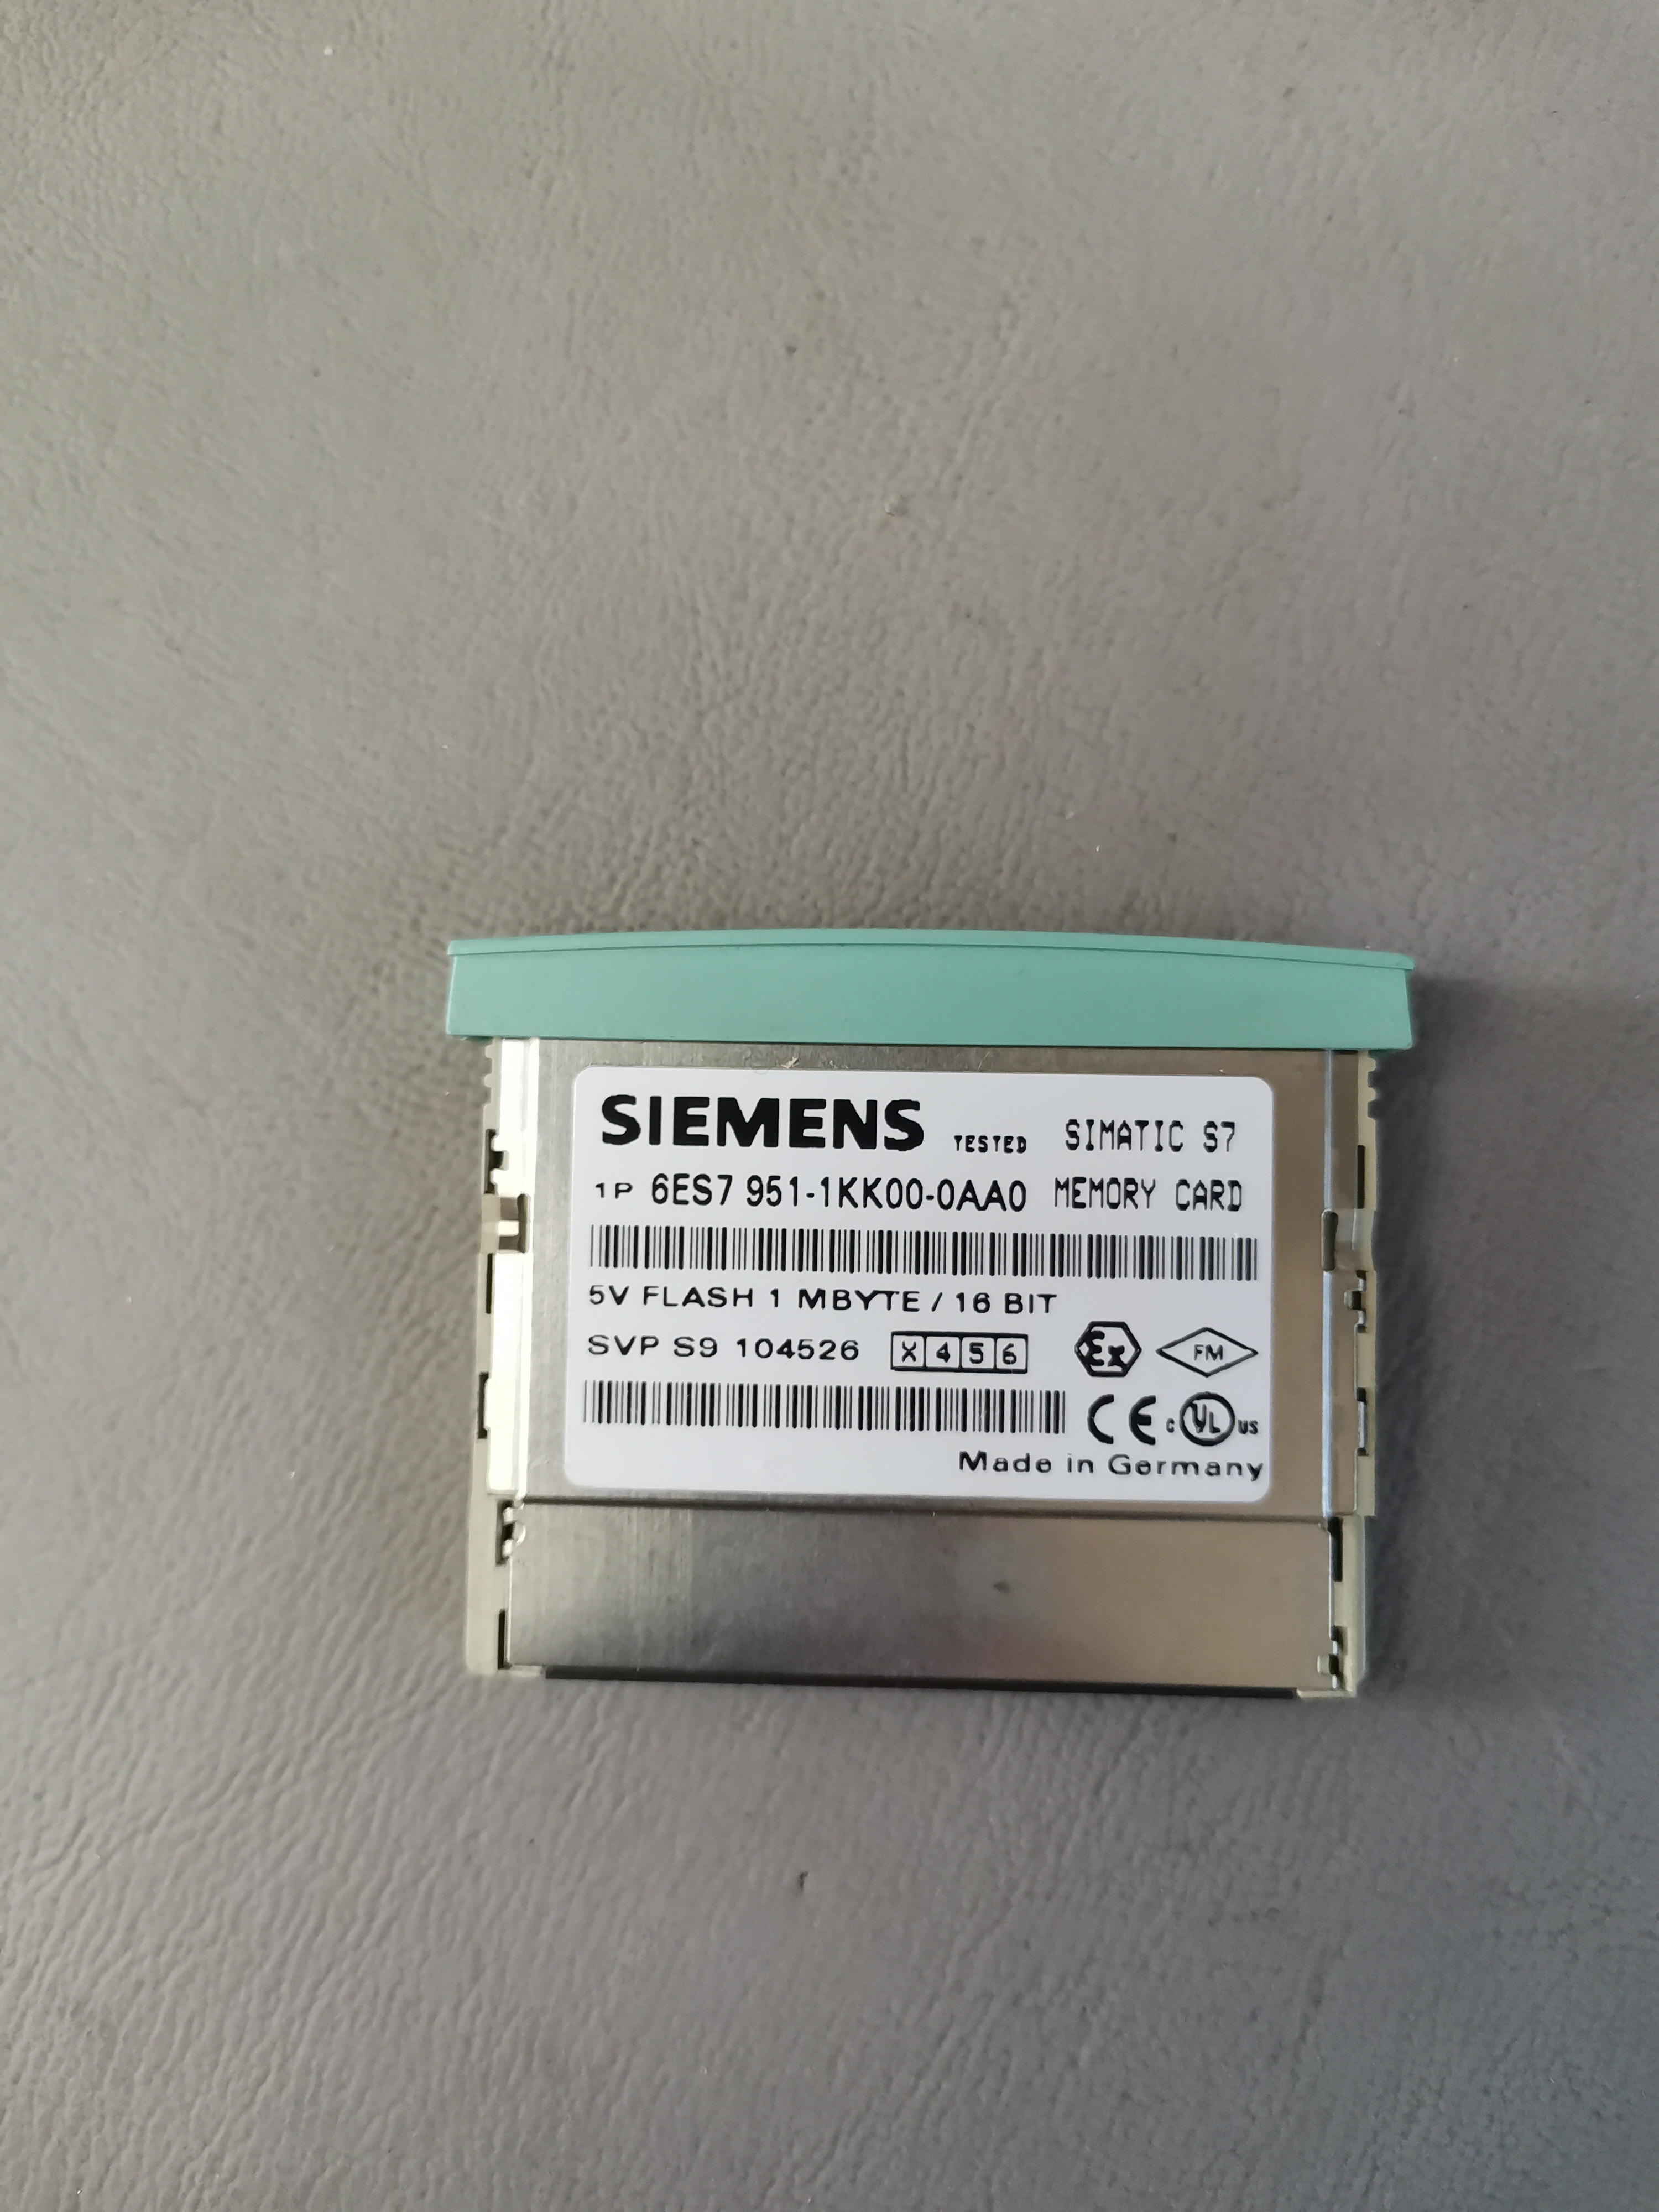 SIEMENS TESTED SIMATIC S7
1P 6ES7 951-1KK00-0AA0 MEMORY CARD
5V FLASH 1 MBYTE / 16 BIT
SVP S9 104526 X 4 5 6 Ex FM
CE c UL us
Made in Germany